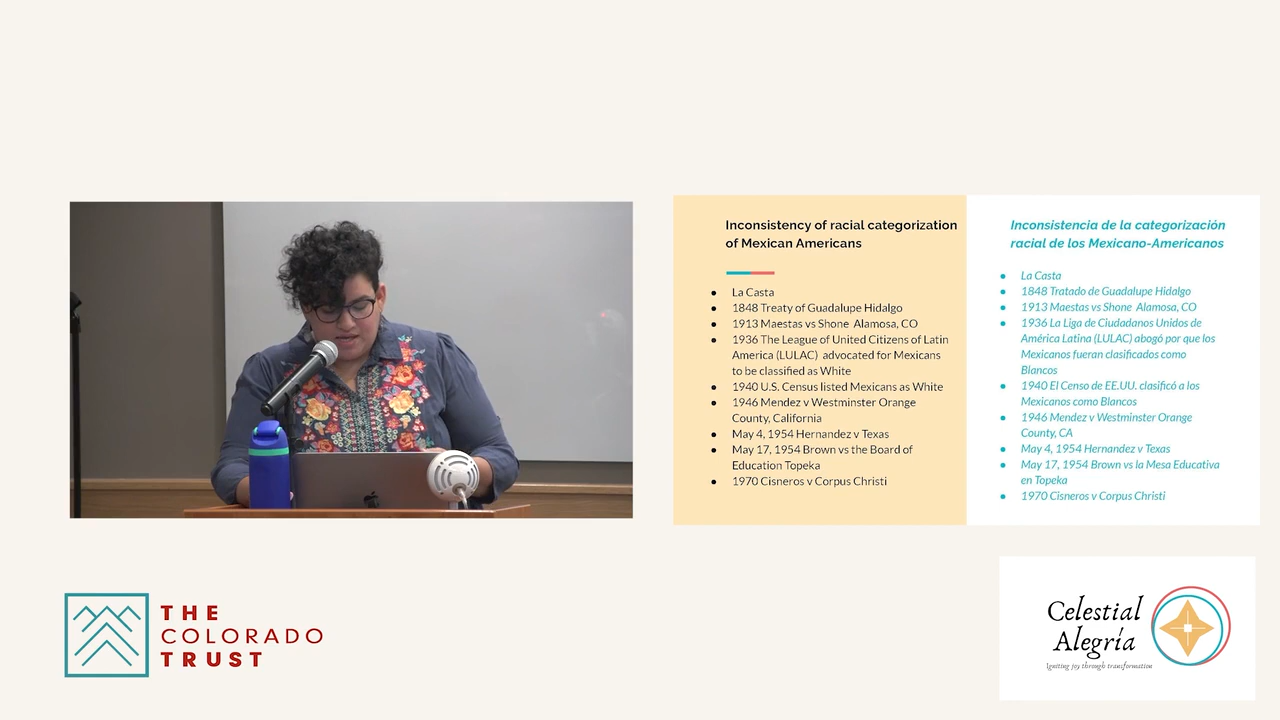 Inconsistency of racial categorization
of Mexican Americans
● La Casta
● 1848 Treaty of Guadalupe Hidalgo
● 1913 Maestas vs Shone  Alamosa, CO
● 1936 The League of United Citizens of Latin
America (LULAC)  advocated for Mexicans
to be classified as White
● 1940 U.S. Census listed Mexicans as White
● 1946 Mendez v Westminster Orange
County, California
● May 4, 1954 Hernandez v Texas
● May 17, 1954 Brown vs the Board of
Education Topeka
● 1970 Cisneros v Corpus Christi
Inconsistencia de la categorización
racial de los Mexicano-Americanos
● La Casta
● 1848 Tratado de Guadalupe Hidalgo
● 1913 Maestas vs Shone  Alamosa, CO
● 1936 La Liga de Ciudadanos Unidos de
América Latina (LULAC) abogó por que los
Mexicanos fueran clasificados como
Blancos
● 1940 El Censo de EE.UU. clasificó a los
Mexicanos como Blancos
● 1946 Mendez v Westminster Orange
County, CA
● May 4, 1954 Hernandez v Texas
● May 17, 1954 Brown vs la Mesa Educativa
en Topeka
● 1970 Cisneros v Corpus Christi
THE
COLORADO
TRUST
Celestial
Alegría
Igniting joy through transformation